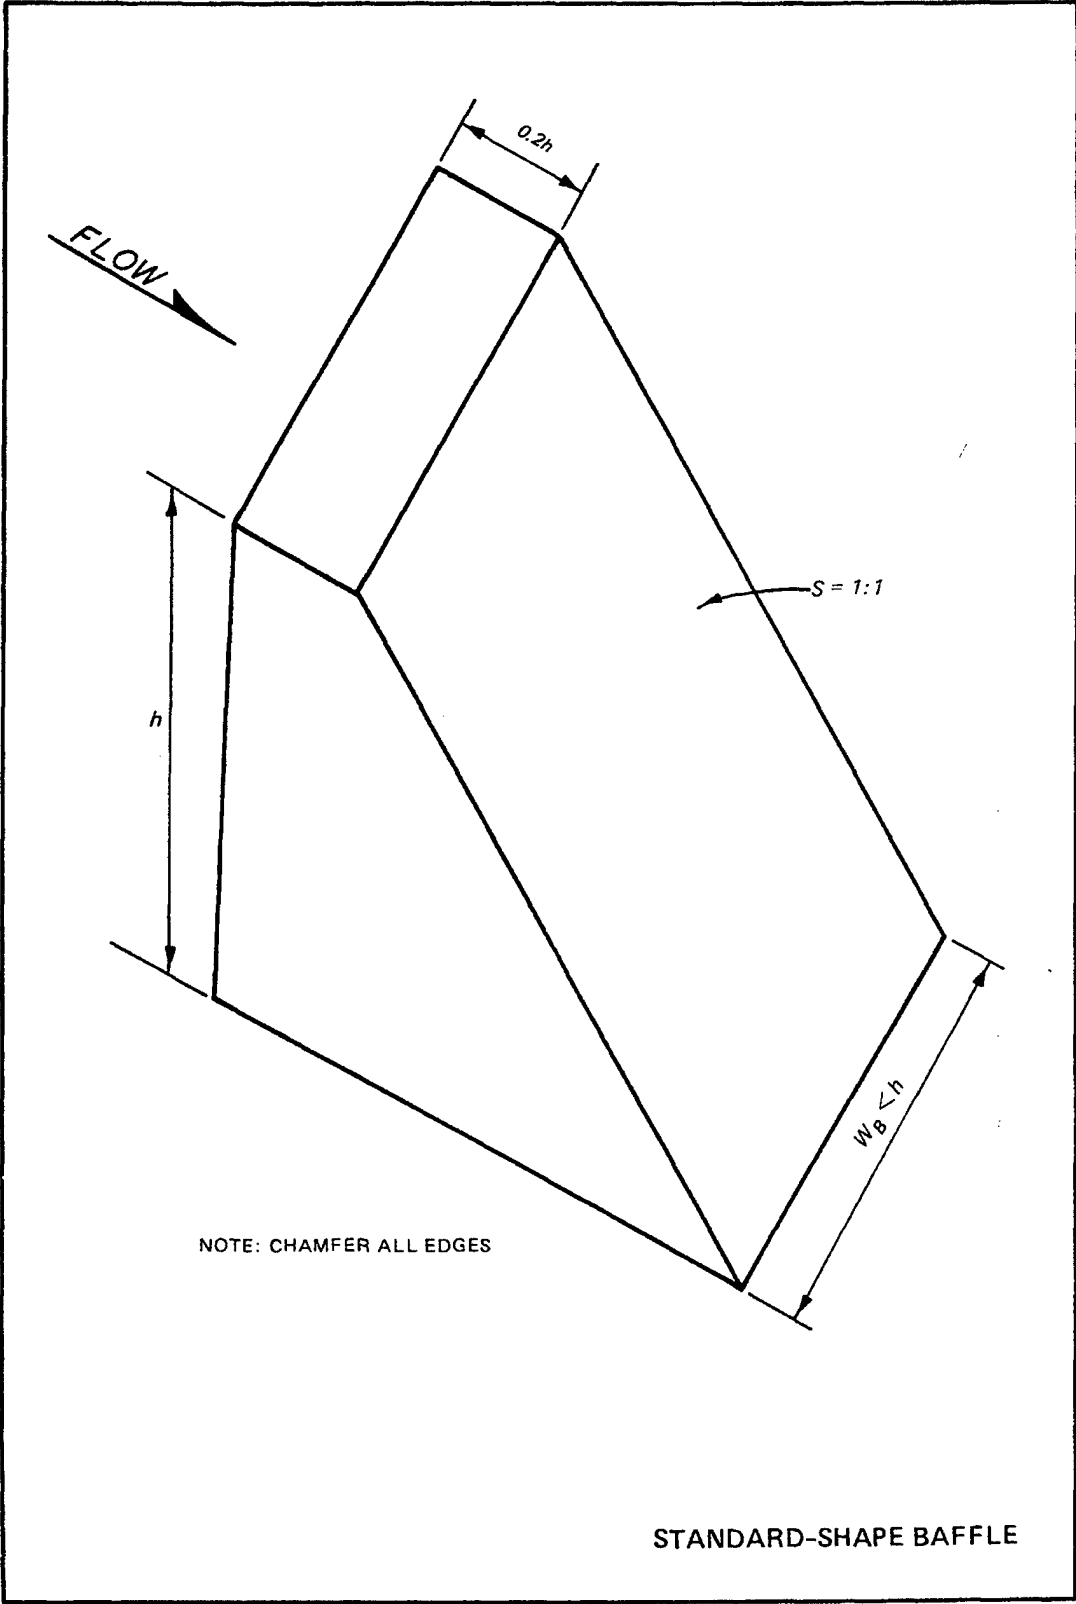 0.2h
FLOW
S = 1:1
h
W_B < h
NOTE: CHAMFER ALL EDGES
STANDARD-SHAPE BAFFLE